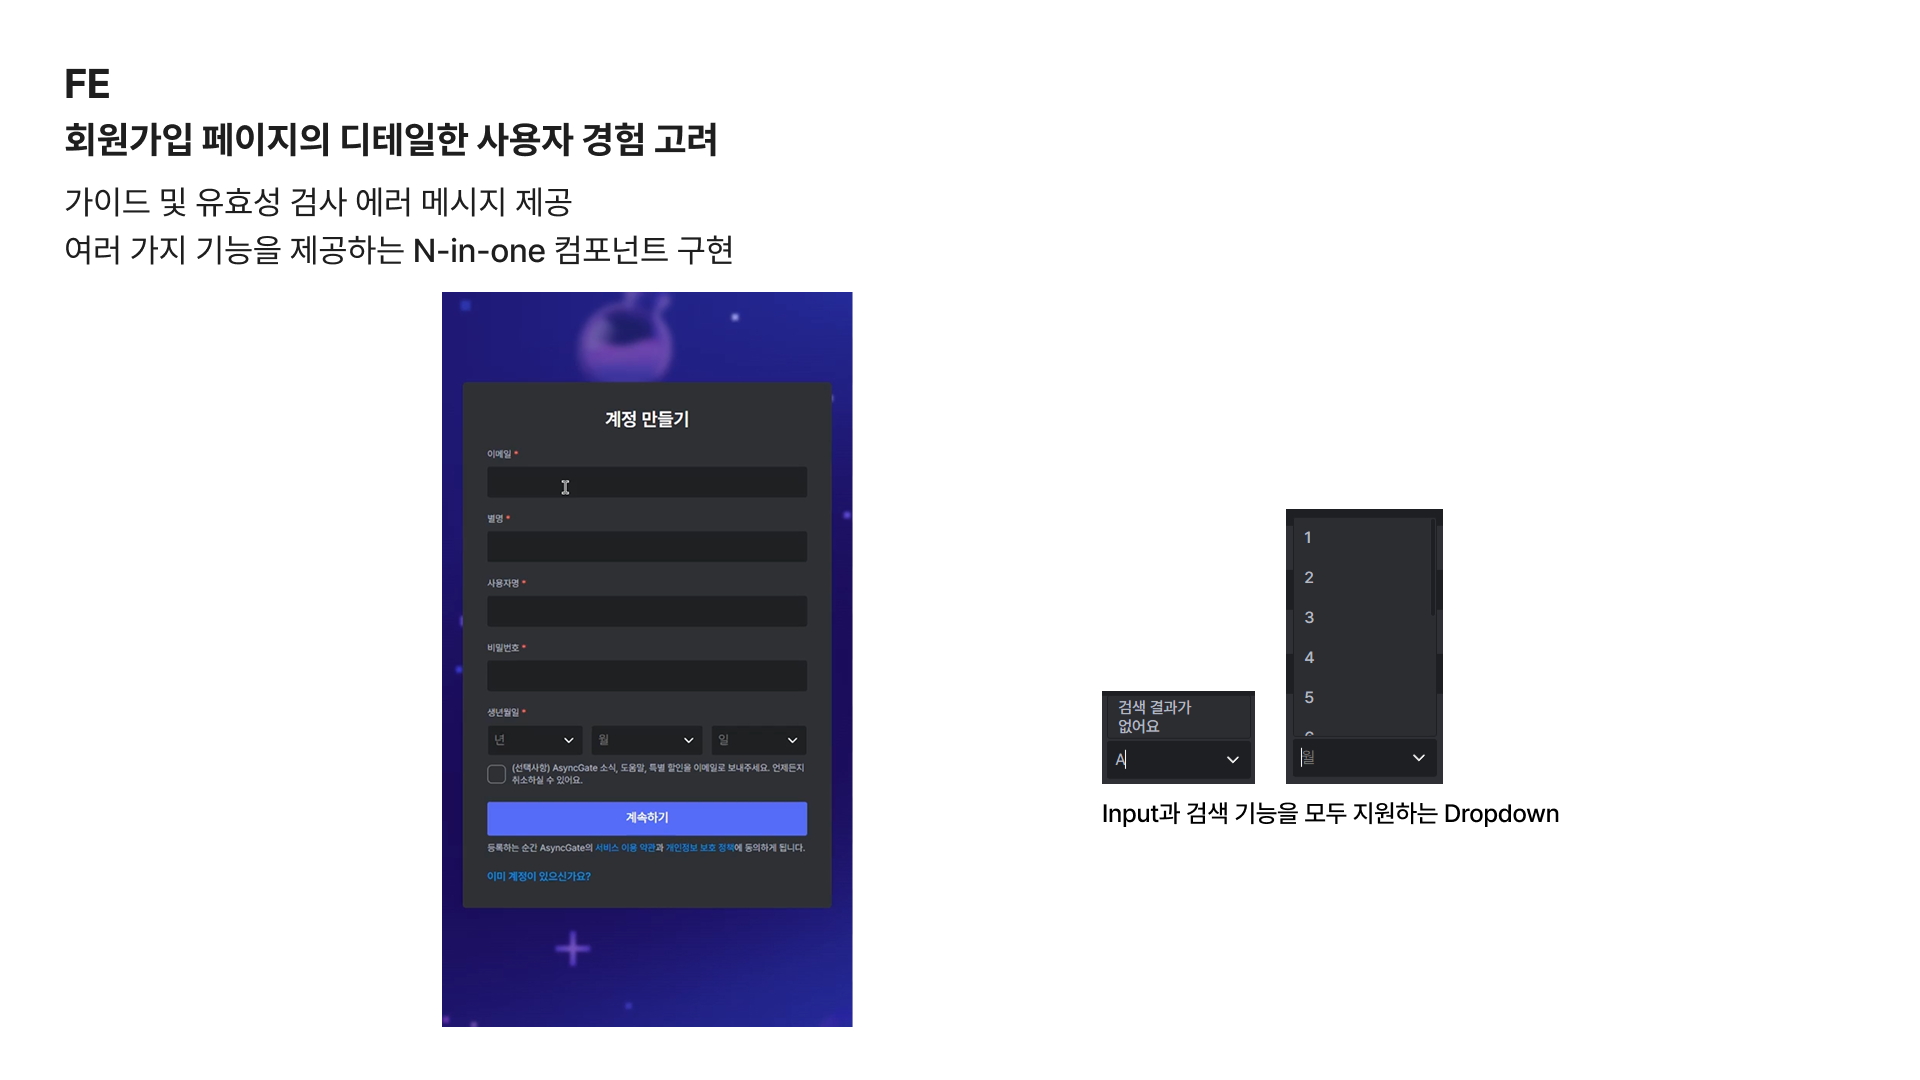 FE
회원가입 페이지의 디테일한 사용자 경험 고려
가이드 및 유효성 검사 에러 메시지 제공
여러 가지 기능을 제공하는 N-in-one 컴포넌트 구현
계정 만들기
이메일 *
별명 *
사용자명 *
비밀번호 *
생년월일 *
년 월 일
(선택사항) AsyncGate 소식, 도움말, 특별 할인을 이메일로 보내주세요. 언제든지
취소하실 수 있어요.
계속하기
등록하는 순간 AsyncGate의 서비스 이용 약관과 개인정보 보호 정책에 동의하게 됩니다.
이미 계정이 있으신가요?
검색 결과가
없어요
A
1
2
3
4
5
6
월
Input과 검색 기능을 모두 지원하는 Dropdown